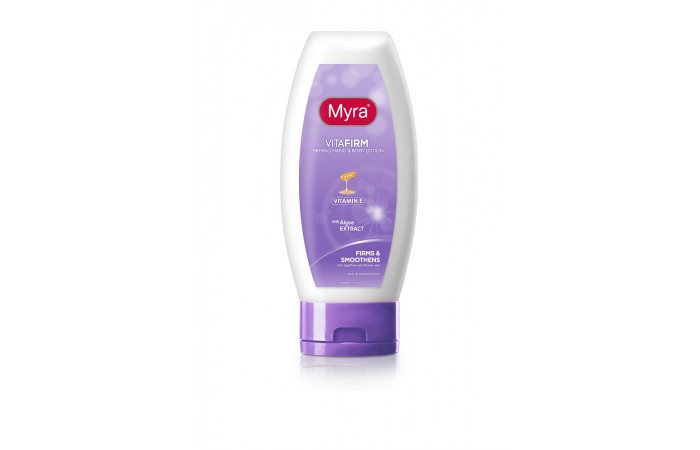 Myra®
VITAFIRM
FIRMING HAND & BODY LOTION
VITAMIN E
with Algae
EXTRACT
FIRMS &
SMOOTHENS